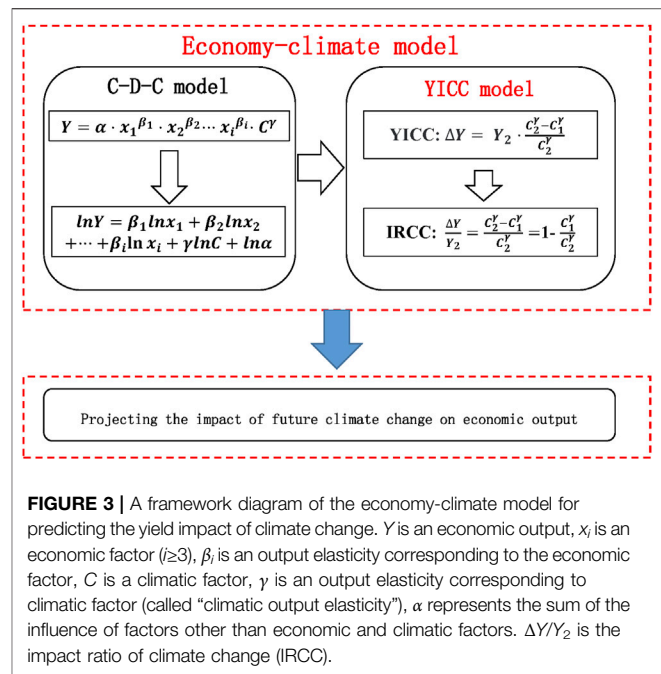 Economy-climate model
C-D-C model
Y = α · x₁^β₁ · x₂^β₂ ⋯ xᵢ^βᵢ · C^γ
lnY = β₁lnx₁ + β₂lnx₂
+⋯ +βᵢln xᵢ + γlnC + lnα
YICC model
YICC: ΔY = Y₂ · (C₂^γ−C₁^γ)/C₂^γ
IRCC: ΔY/Y₂ = (C₂^γ−C₁^γ)/C₂^γ =1- C₁^γ/C₂^γ
Projecting the impact of future climate change on economic output
FIGURE 3 | A framework diagram of the economy-climate model for
predicting the yield impact of climate change. Y is an economic output, xᵢ is an
economic factor (i≥3), βᵢ is an output elasticity corresponding to the economic
factor, C is a climatic factor, γ is an output elasticity corresponding to
climatic factor (called “climatic output elasticity”), α represents the sum of the
influence of factors other than economic and climatic factors. ΔY/Y₂ is the
impact ratio of climate change (IRCC).